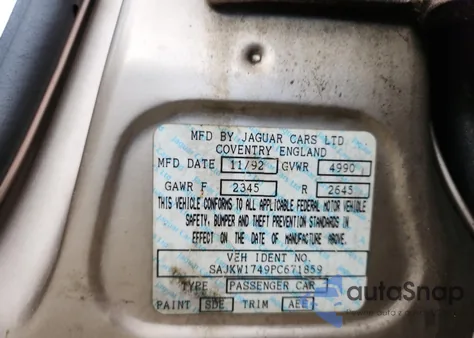 MFD BY JAGUAR CARS LTD
COVENTRY ENGLAND
MFD DATE 11/92 GVWR 4990
GAWR F 2345 R 2645
THIS VEHICLE CONFORMS TO ALL APPLICABLE FEDERAL MOTOR VEHICLE
SAFETY, BUMPER AND THEFT PREVENTION STANDARDS IN
EFFECT ON THE DATE OF MANUFACTURE ABOVE.
VEH IDENT NO.
SAJKW1749PC671859
TYPE PASSENGER CAR
PAINT SDE TRIM AEE
autoSnap